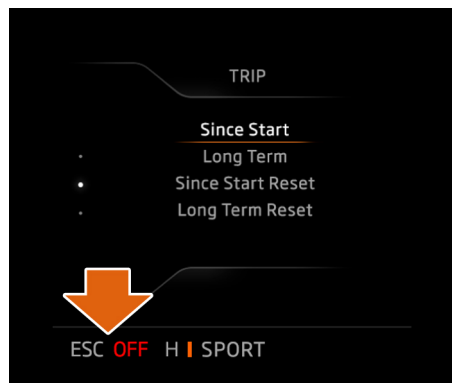 TRIP
Since Start
Long Term
Since Start Reset
Long Term Reset
ESC OFF H SPORT